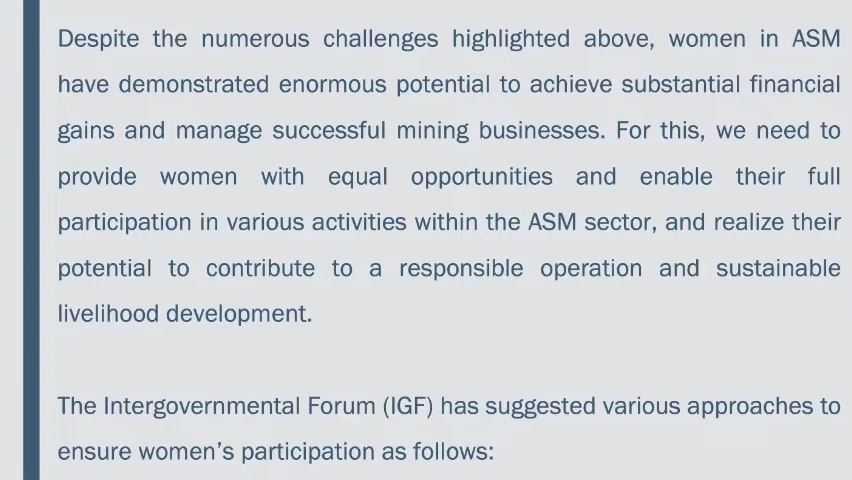 Despite the numerous challenges highlighted above, women in ASM
have demonstrated enormous potential to achieve substantial financial
gains and manage successful mining businesses. For this, we need to
provide women with equal opportunities and enable their full
participation in various activities within the ASM sector, and realize their
potential to contribute to a responsible operation and sustainable
livelihood development.
The Intergovernmental Forum (IGF) has suggested various approaches to
ensure women’s participation as follows: